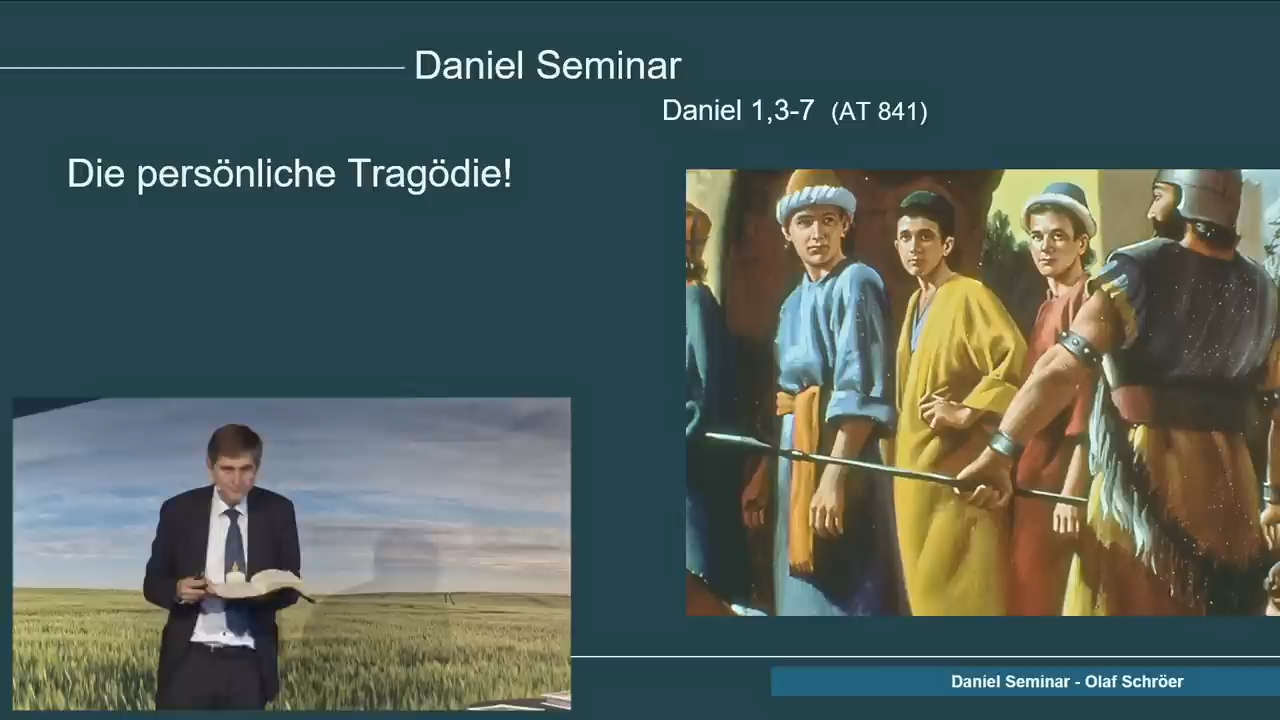 Daniel Seminar
Daniel 1,3-7 (AT 841)
Die persönliche Tragödie!
Daniel Seminar - Olaf Schröer